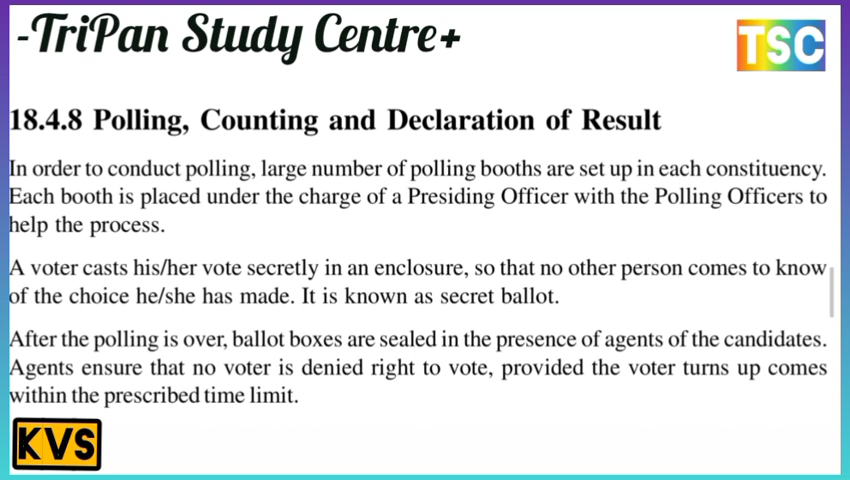 -TriPan Study Centre+
TSC
18.4.8 Polling, Counting and Declaration of Result
In order to conduct polling, large number of polling booths are set up in each constituency.
Each booth is placed under the charge of a Presiding Officer with the Polling Officers to
help the process.
A voter casts his/her vote secretly in an enclosure, so that no other person comes to know
of the choice he/she has made. It is known as secret ballot.
After the polling is over, ballot boxes are sealed in the presence of agents of the candidates.
Agents ensure that no voter is denied right to vote, provided the voter turns up comes
within the prescribed time limit.
KVS